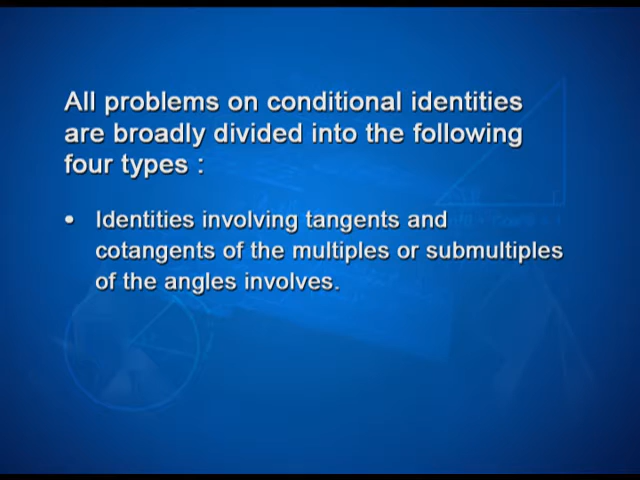 All problems on conditional identities
are broadly divided into the following
four types :
• Identities involving tangents and
cotangents of the multiples or submultiples
of the angles involves.